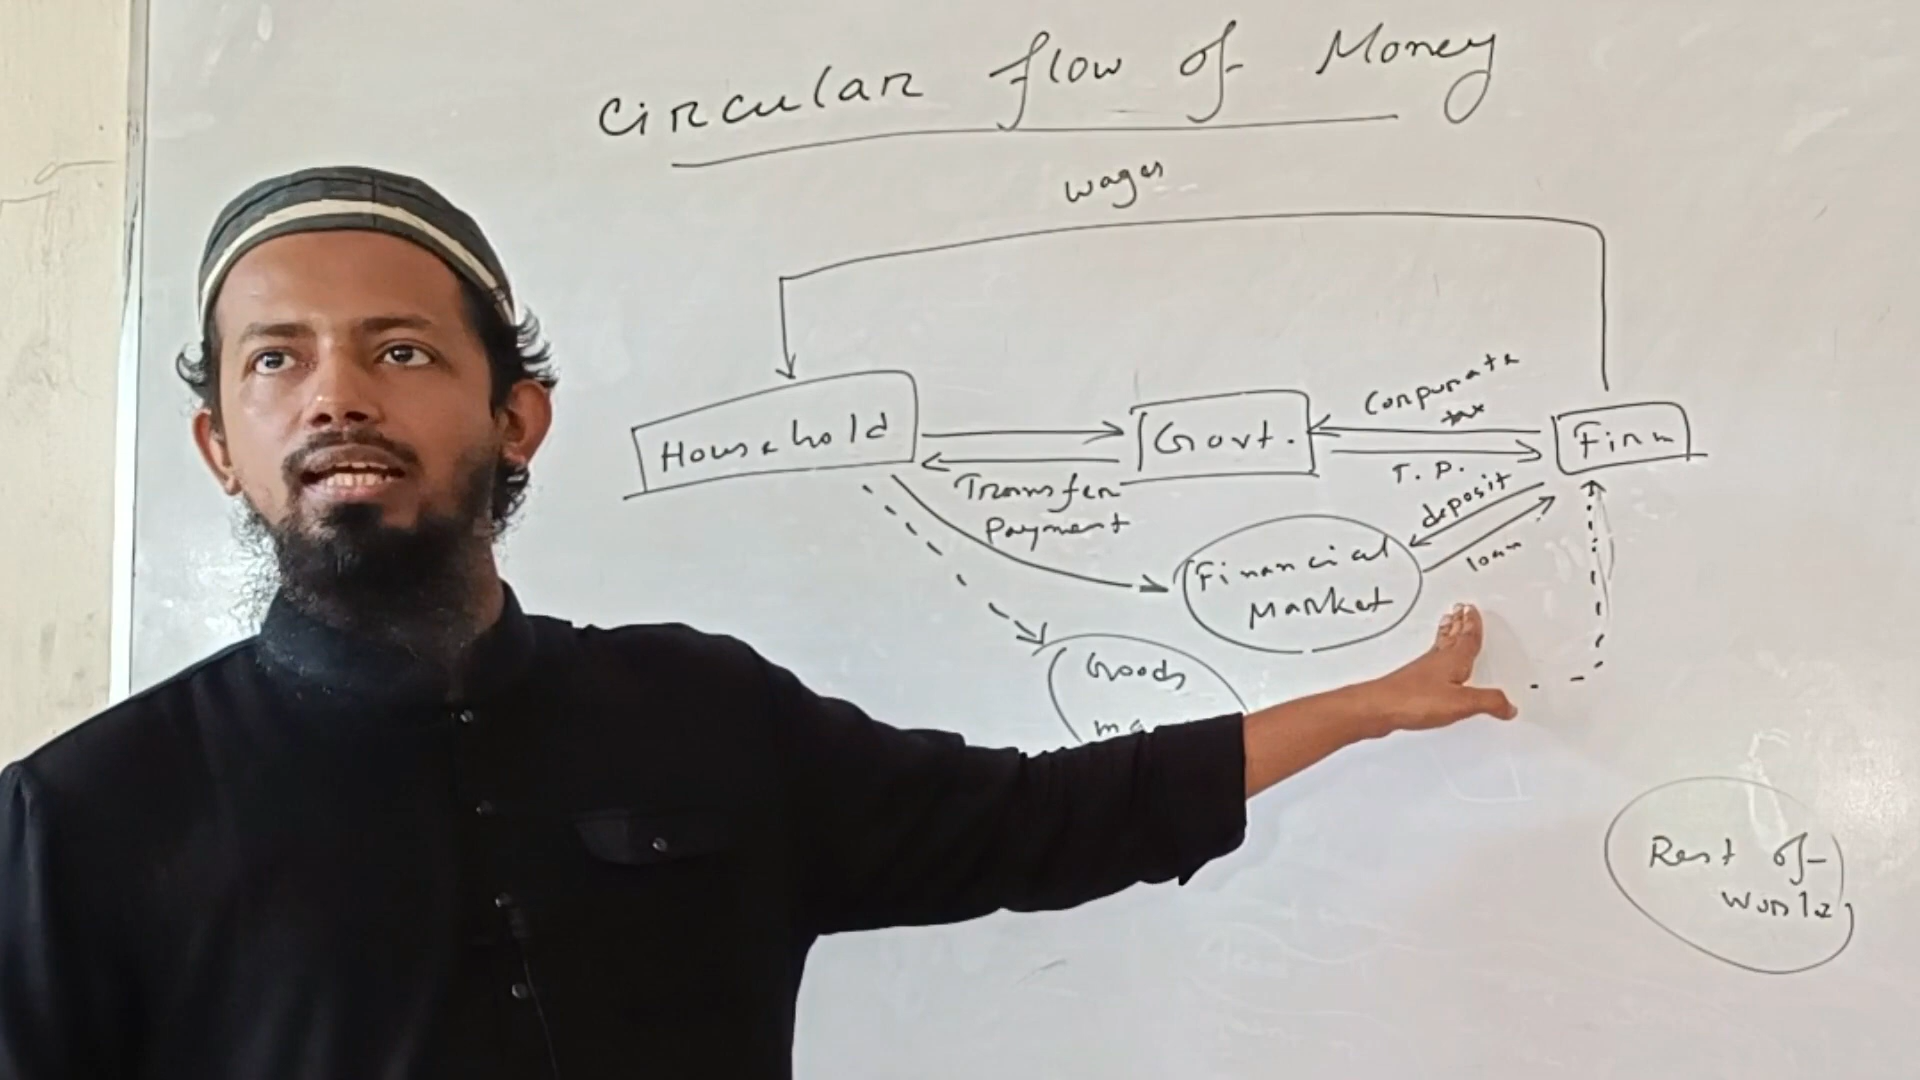 Circular flow of Money
wages
Household
Govt.
Firm
Corporate
tax
Transfer
Payment
T. P.
deposit
loan
Financial
Market
Goods
Rest of
World